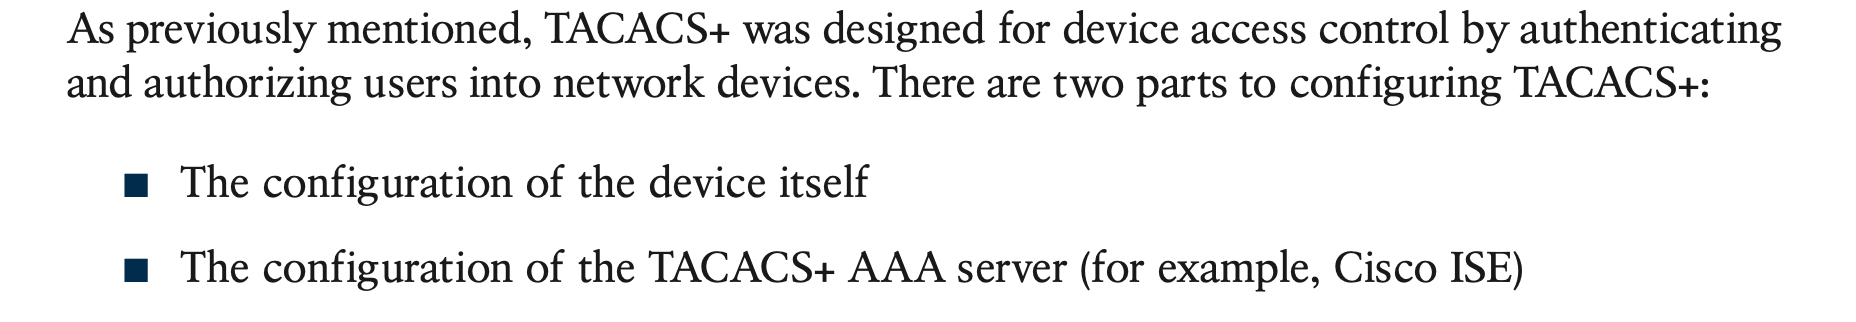 As previously mentioned, TACACS+ was designed for device access control by authenticating
and authorizing users into network devices. There are two parts to configuring TACACS+:
■ The configuration of the device itself
■ The configuration of the TACACS+ AAA server (for example, Cisco ISE)